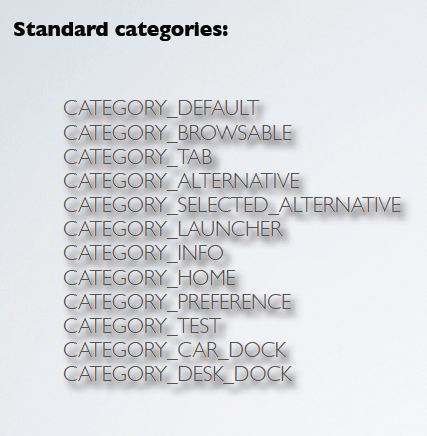 Standard categories:
CATEGORY_DEFAULT
CATEGORY_BROWSABLE
CATEGORY_TAB
CATEGORY_ALTERNATIVE
CATEGORY_SELECTED_ALTERNATIVE
CATEGORY_LAUNCHER
CATEGORY_INFO
CATEGORY_HOME
CATEGORY_PREFERENCE
CATEGORY_TEST
CATEGORY_CAR_DOCK
CATEGORY_DESK_DOCK